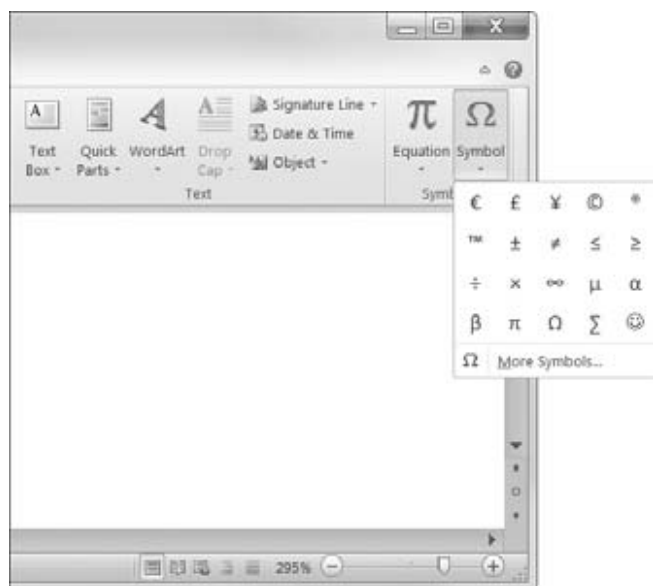 Signature Line
Date & Time
Object
Text Box
Quick Parts
WordArt
Drop Cap
Equation
Symbol
Text
Symb
€ £ ¥ © ®
™ ± ≠ ≤ ≥
÷ × ∞ µ α
β π Ω ∑ ☺
Ω More Symbols...
295%